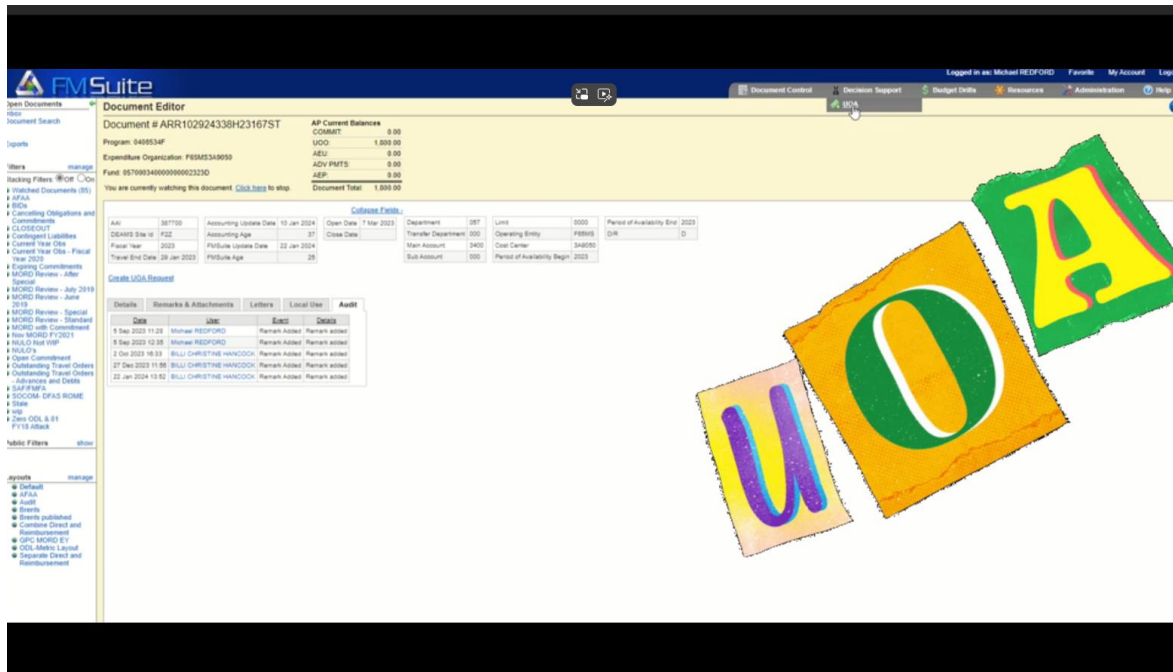 FMSuite
Logged in as: Michael REDFORD Favorite My Account
Document Control Decision Support Budget Drills Resources Administration Help
UOA
Open Documents
Document Search
Exports
Filters manage
Stacking Filters: Off On
Watched Documents (85)
AFAA
BIDs
Cancelling Obligations and
Commitments
CLOSEOUT
Contingent Liabilities
Current Year Obs
Current Year Obs - Fiscal
Year 2020
Expiring Commitments
MORD Review - After
Special
MORD Review - July 2019
MORD Review - June
2019
MORD Review - Special
MORD Review - Standard
MORD with Commitment
Nov MORD FY2021
NULO Not WIP
NULO's
Open Commitment
Outstanding Travel Orders
Outstanding Travel Orders
- Advances and Debts
SAF/FMFA
SOCOM- DFAS ROME
State
wip
Zero ODL & 01
FY18 Attack
Public Filters show
Layouts manage
Default
AFAA
Audit
Brents
Brents published
Combine Direct and
Reimbursement
GPC MORD EY
ODL-Metric Layout
Separate Direct and
Reimbursement
Document Editor
Document # ARR102924338H23167ST
Program: 0408534F
Expenditure Organization: F85MS3A9050
You are currently watching this document. Click here to stop.
AP Current Balances
COMMIT: 0.00
UOO: 1,800.00
AEU: 0.00
ADV PMTS: 0.00
AEP: 0.00
Document Total: 1,800.00
Collapse Fields
AAI 387700 Accounting Update Date 10 Jan 2024 Open Date 7 Mar 2023 Department 057 Limit 0000 Period of Availability End 2023
DEAMS Site Id F2Z Accounting Age 37 Close Date Transfer Department 000 Operating Entity F85MS D/R D
Fiscal Year 2023 FMSuite Update Date 22 Jan 2024 Main Account 3400 Cost Center 3A9050
Travel End Date 29 Jan 2023 FMSuite Age 25 Sub Account 000 Period of Availability Begin 2023
Create UOA Request
Details Remarks & Attachments Letters Local Use Audit
Date User Event Details
5 Sep 2023 11:28 Michael REDFORD Remark Added Remark added
5 Sep 2023 12:35 Michael REDFORD Remark Added Remark added
2 Oct 2023 16:33 BILLI CHRISTINE HANCOCK Remark Added Remark added
27 Dec 2023 11:56 BILLI CHRISTINE HANCOCK Remark Added Remark added
22 Jan 2024 13:52 BILLI CHRISTINE HANCOCK Remark Added Remark added
UOA